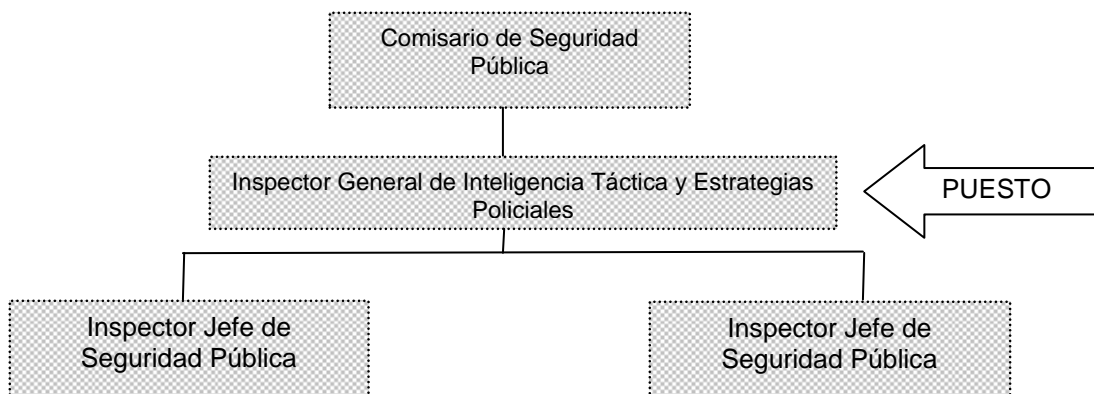 Comisario de Seguridad
Pública
Inspector General de Inteligencia Táctica y Estrategias
Policiales
PUESTO
Inspector Jefe de
Seguridad Pública
Inspector Jefe de
Seguridad Pública